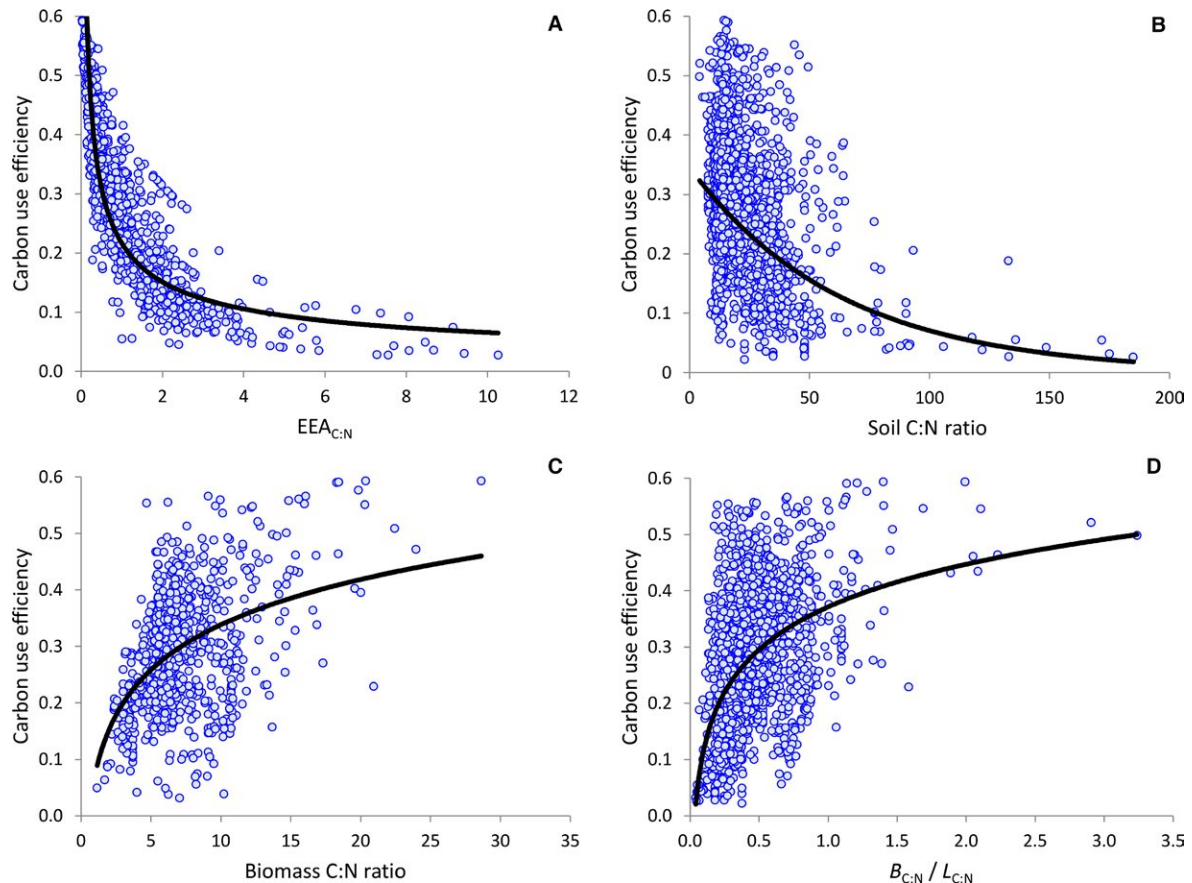 A
Carbon use efficiency
0.6
0.5
0.4
0.3
0.2
0.1
0.0
0 2 4 6 8 10 12
EEAC:N
B
Carbon use efficiency
0.6
0.5
0.4
0.3
0.2
0.1
0
0 50 100 150 200
Soil C:N ratio
C
Carbon use efficiency
0.6
0.5
0.4
0.3
0.2
0.1
0.0
0 5 10 15 20 25 30 35
Biomass C:N ratio
D
Carbon use efficiency
0.6
0.5
0.4
0.3
0.2
0.1
0.0
0.0 0.5 1.0 1.5 2.0 2.5 3.0 3.5
BC:N / LC:N